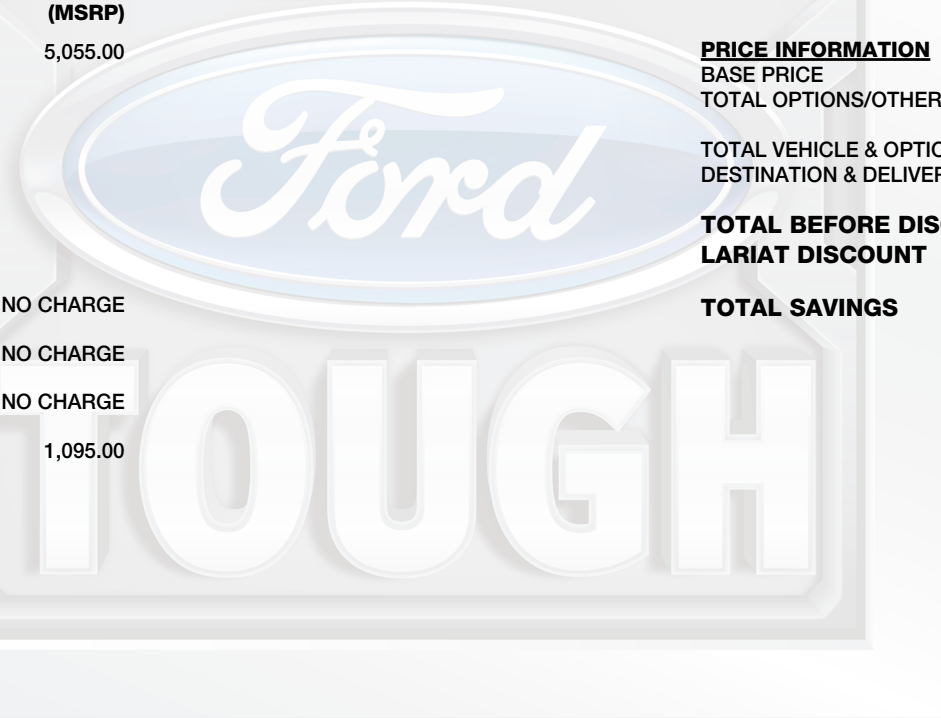 (MSRP)
5,055.00
NO CHARGE
NO CHARGE
NO CHARGE
1,095.00
PRICE INFORMATION
BASE PRICE
TOTAL OPTIONS/OTHER
TOTAL VEHICLE & OPTIO
DESTINATION & DELIVER
TOTAL BEFORE DIS
LARIAT DISCOUNT
TOTAL SAVINGS
Ford
TOUGH